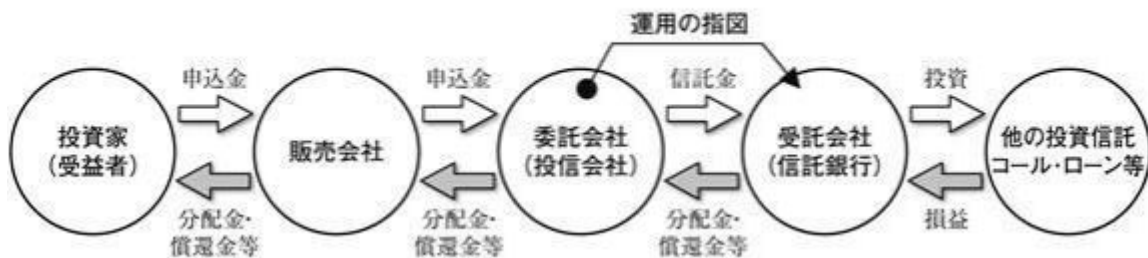 運用の指図
申込金
申込金
信託金
投資
投資家
(受益者)
販売会社
委託会社
(投信会社)
受託会社
(信託銀行)
他の投資信託
コール・ローン等
分配金・
償還金等
分配金・
償還金等
分配金・
償還金等
損益